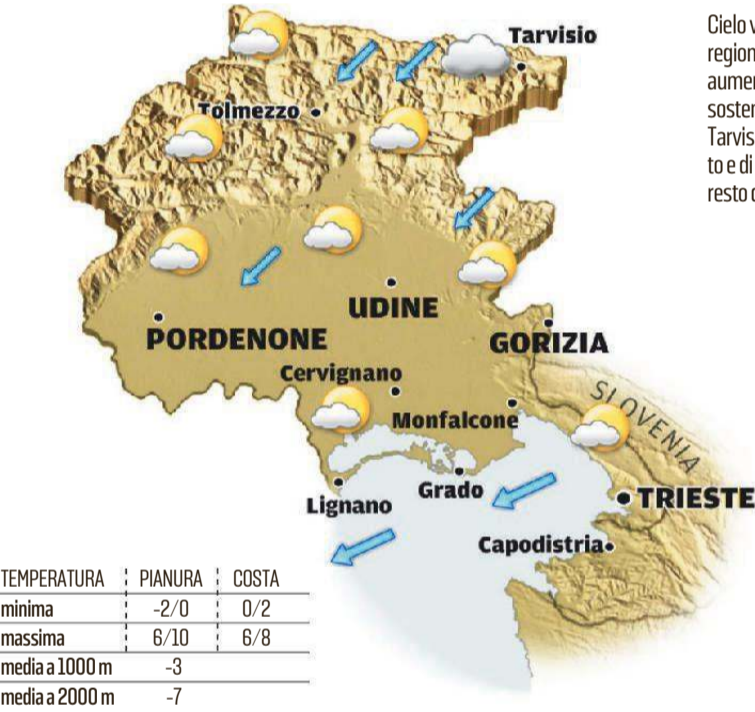 Tarvisio
Tolmezzo
UDINE
PORDENONE
GORIZIA
Cervignano
Monfalcone
SLOVENIA
Grado
Lignano
TRIESTE
Capodistria
Cielo v
region
aumen
sosten
Tarvis
to e di
resto
TEMPERATURA PIANURA COSTA
minima -2/0 0/2
massima 6/10 6/8
media a 1000 m -3
media a 2000 m -7